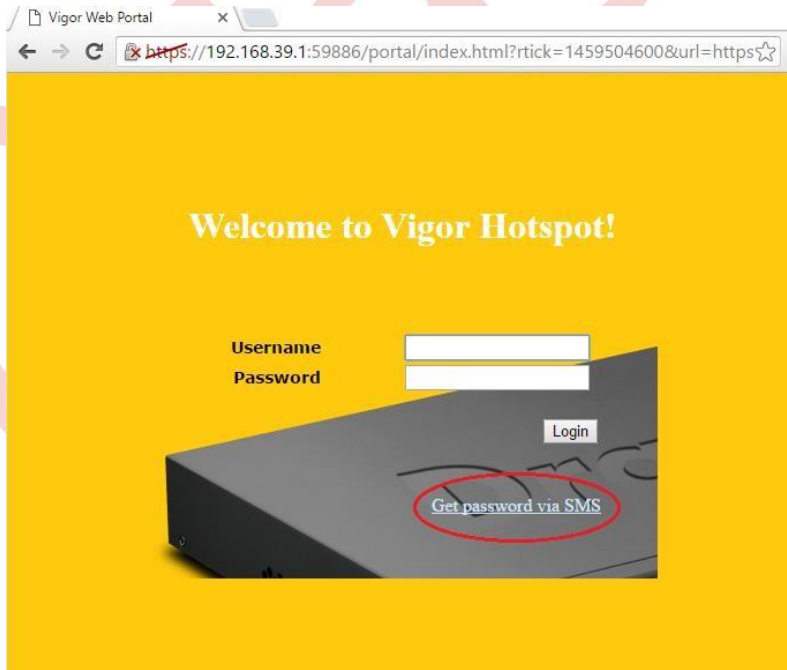 Vigor Web Portal
https://192.168.39.1:59886/portal/index.html?rtick=1459504600&url=https
Welcome to Vigor Hotspot!
Username
Password
Login
Dra
Get password via SMS